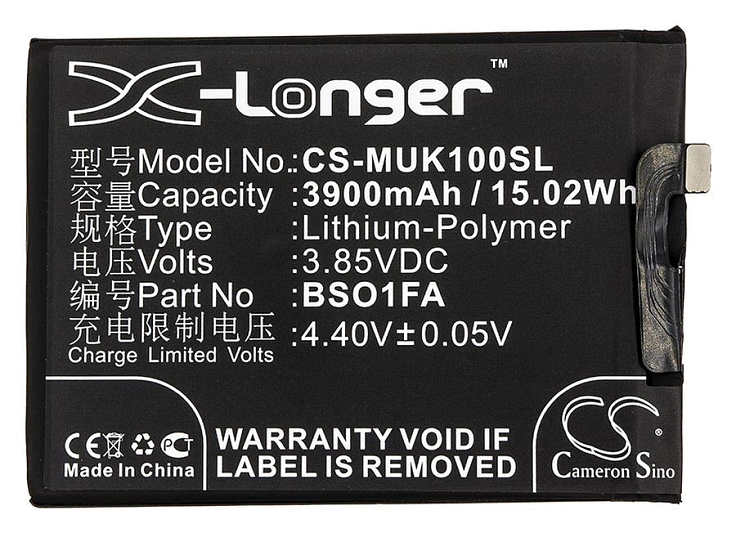 X-Longer™
型号Model No.: CS-MUK100SL
容量Capacity :3900mAh / 15.02Wh
规格Type :Lithium-Polymer
电压Volts :3.85VDC
编号Part No :BSO1FA
充电限制电压 :4.40V±0.05V
Charge Limited Volts
CE PCT
Made In China
WARRANTY VOID IF
LABEL IS REMOVED
CS ®
Cameron Sino